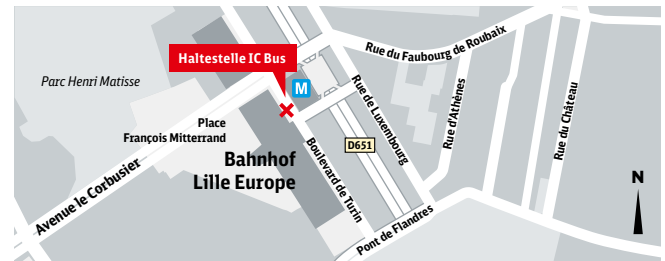 Haltestelle IC Bus
Rue du Faubourg de Roubaix
Parc Henri Matisse
M
Place
François Mitterrand
Rue de Luxembourg
Rue d'Athènes
Rue du Château
D651
Bahnhof
Lille Europe
Boulevard de Turin
Avenue le Corbusier
Pont de Flandres
N